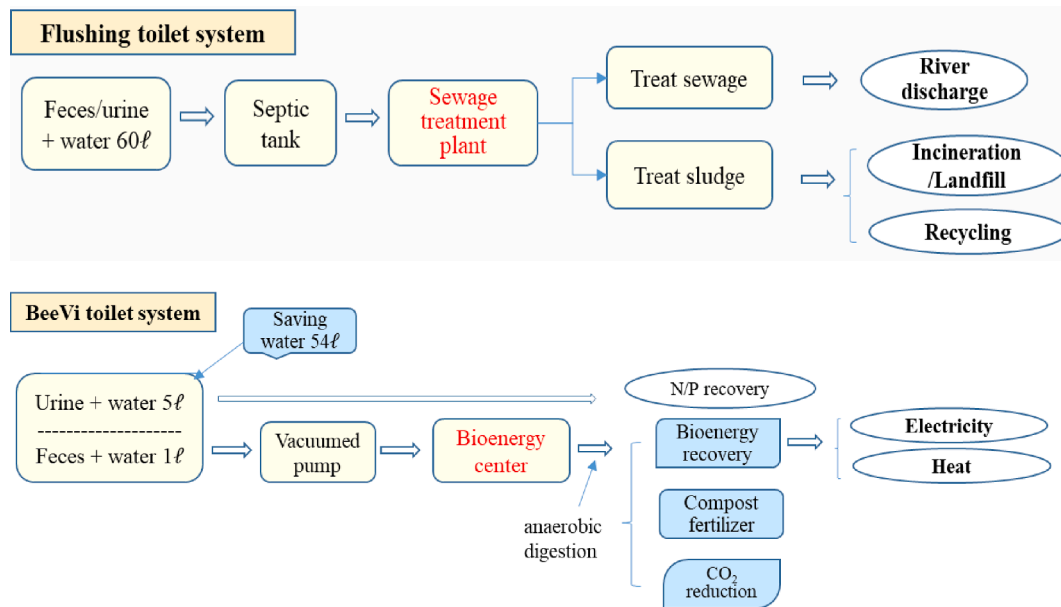 Flushing toilet system
Feces/urine
+ water 60ℓ
Septic
tank
Sewage
treatment
plant
Treat sewage
River
discharge
Treat sludge
Incineration
/Landfill
Recycling
BeeVi toilet system
Saving
water 54ℓ
Urine + water 5ℓ
--------------------
Feces + water 1ℓ
Vacuumed
pump
Bioenergy
center
anaerobic
digestion
N/P recovery
Bioenergy
recovery
Compost
fertilizer
CO₂
reduction
Electricity
Heat